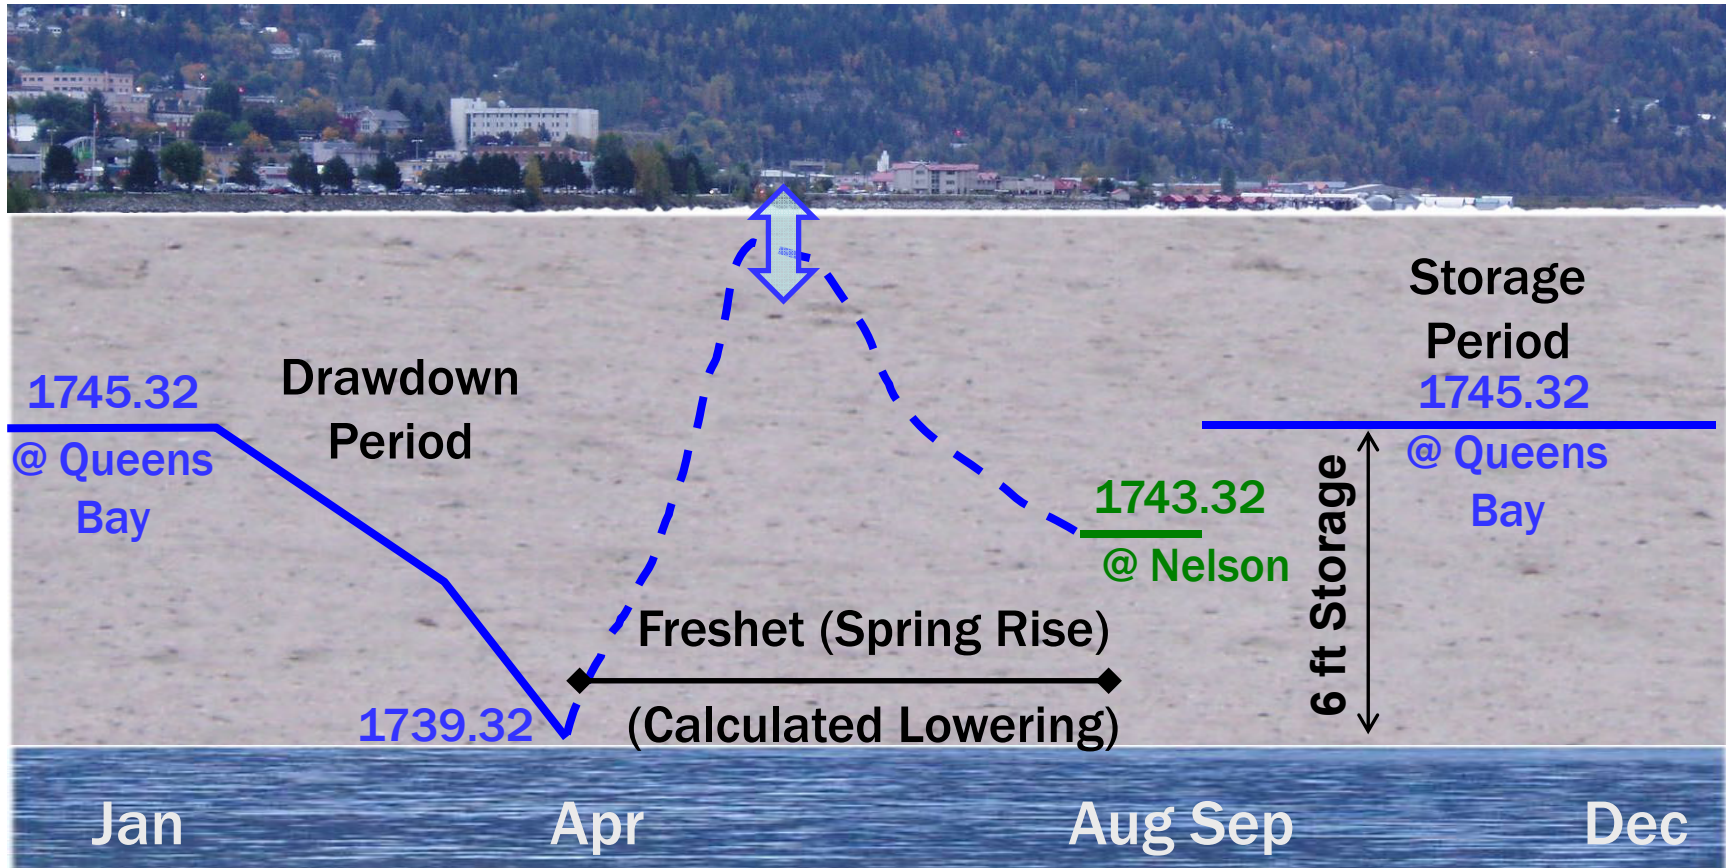 1745.32
@ Queens
Bay
Drawdown
Period
1739.32
Freshet (Spring Rise)
(Calculated Lowering)
1743.32
@ Nelson
Storage
Period
1745.32
@ Queens
Bay
6 ft Storage
Jan
Apr
Aug Sep
Dec